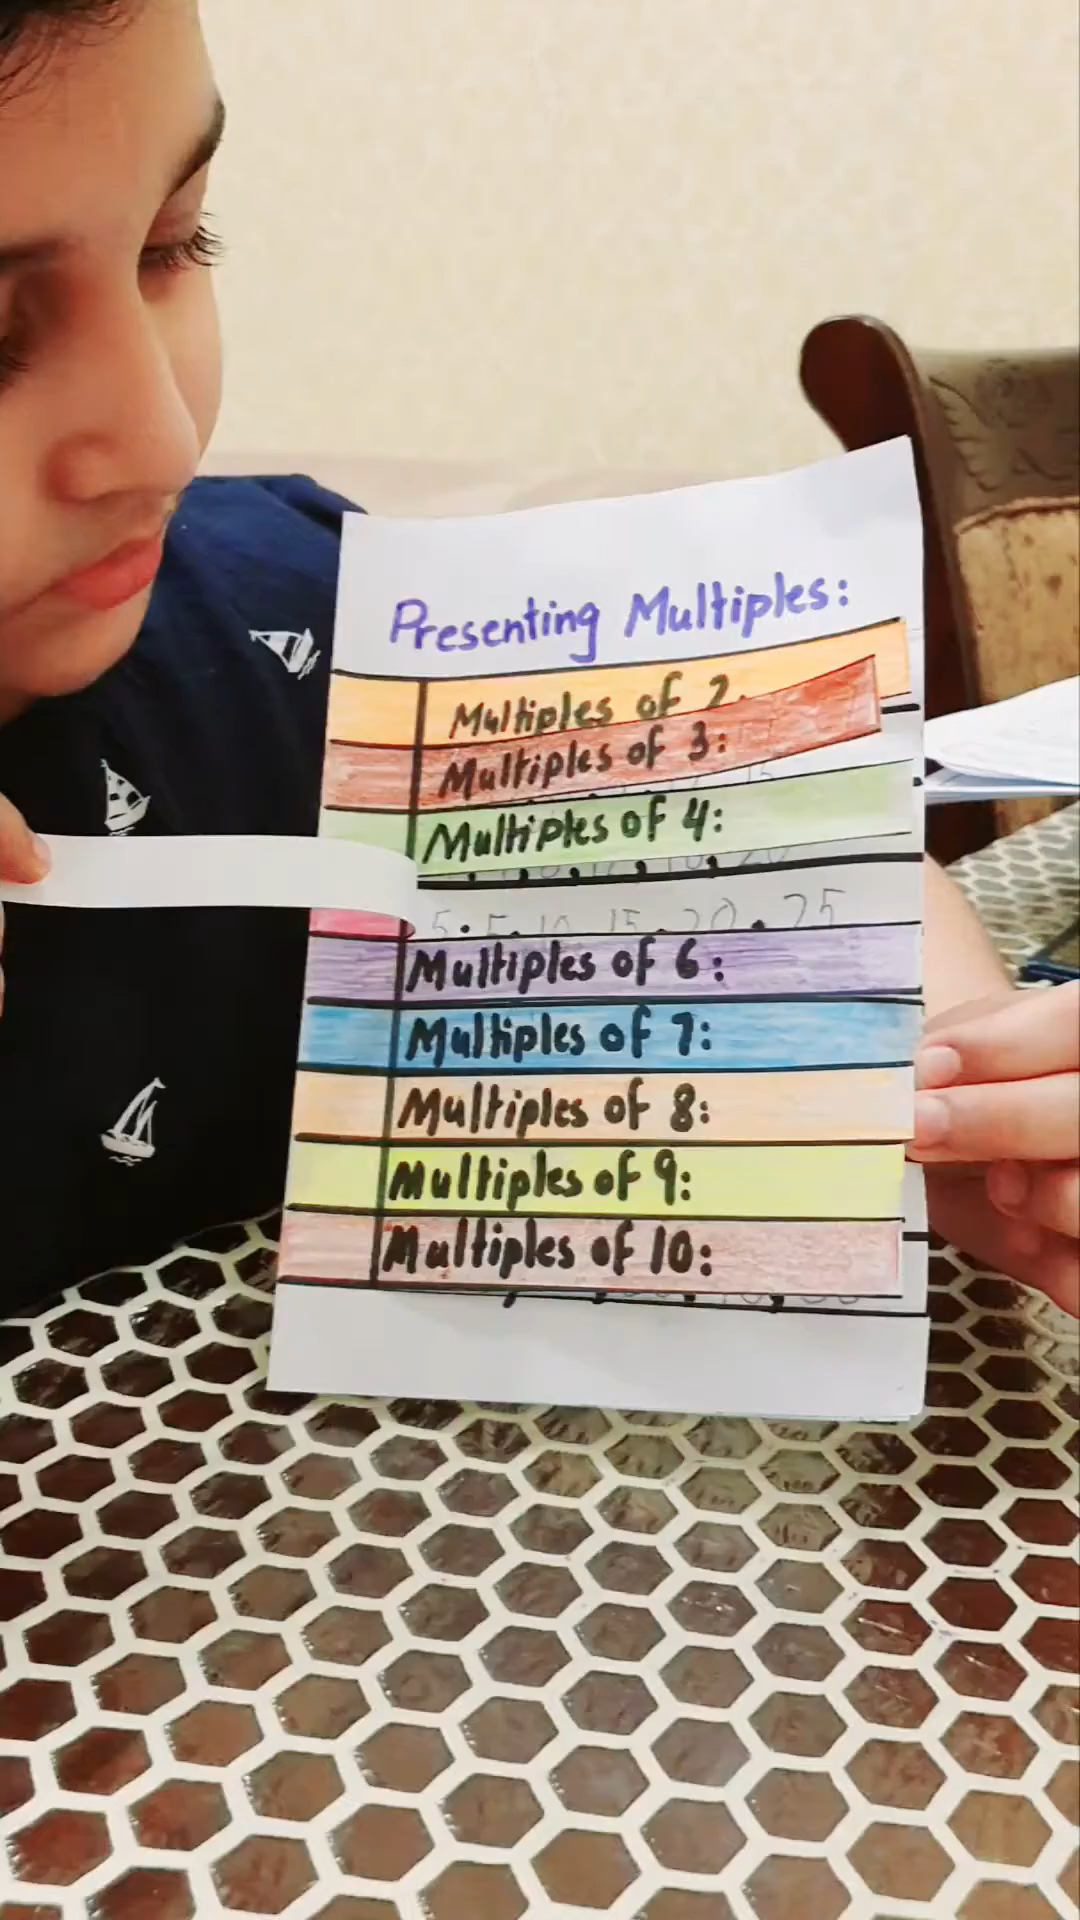 Presenting Multiples:
Multiples of 2
Multiples of 3:
Multiples of 4:
5: 5, 10, 15, 20, 25
Multiples of 6:
Multiples of 7:
Multiples of 8:
Multiples of 9:
Multiples of 10: